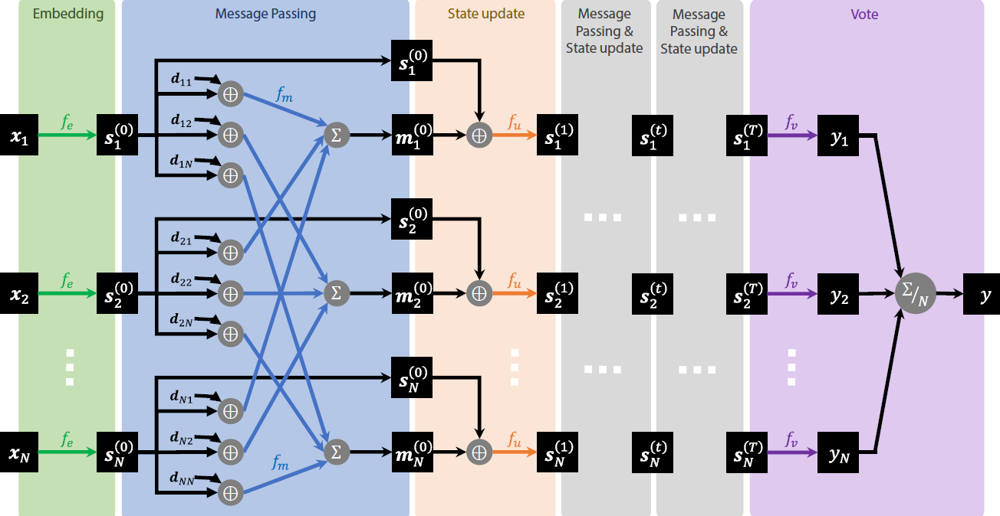 Embedding
Message Passing
State update
Message
Passing &
State update
Message
Passing &
State update
Vote
x₁
fₑ
s₁⁽⁰⁾
d₁₁
d₁₂
d₁N
⊕
⊕
⊕
fₘ
Σ
s₁⁽⁰⁾
m₁⁽⁰⁾
⊕
fᵤ
s₁⁽¹⁾
s₁⁽ᵗ⁾
s₁⁽ᵀ⁾
fᵥ
y₁
x₂
fₑ
s₂⁽⁰⁾
d₂₁
d₂₂
d₂N
⊕
⊕
⊕
Σ
s₂⁽⁰⁾
m₂⁽⁰⁾
⊕
fᵤ
s₂⁽¹⁾
s₂⁽ᵗ⁾
s₂⁽ᵀ⁾
fᵥ
y₂
Σ/N
y
xN
fₑ
sN⁽⁰⁾
dN₁
dN₂
dNN
⊕
⊕
⊕
fₘ
Σ
sN⁽⁰⁾
mN⁽⁰⁾
⊕
fᵤ
sN⁽¹⁾
sN⁽ᵗ⁾
sN⁽ᵀ⁾
fᵥ
yN